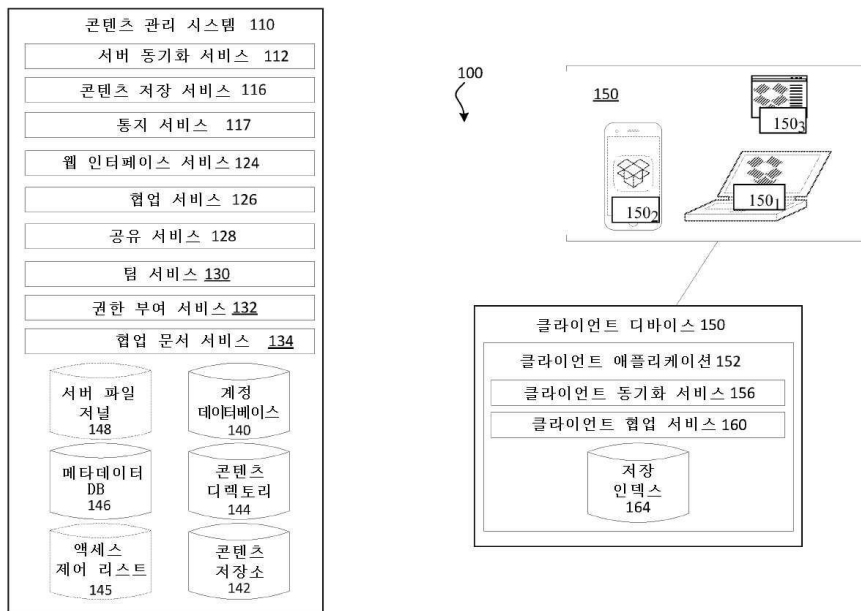 콘텐츠 관리 시스템 110
서버 동기화 서비스 112
콘텐츠 저장 서비스 116
통지 서비스 117
웹 인터페이스 서비스 124
협업 서비스 126
공유 서비스 128
팀 서비스 130
권한 부여 서비스 132
협업 문서 서비스 134
서버 파일
저널
148
계정
데이터베이스
140
메타데이터
DB
146
콘텐츠
디렉토리
144
액세스
제어 리스트
145
콘텐츠
저장소
142
100
150
150₃
150₂
150₁
클라이언트 디바이스 150
클라이언트 애플리케이션 152
클라이언트 동기화 서비스 156
클라이언트 협업 서비스 160
저장
인덱스
164